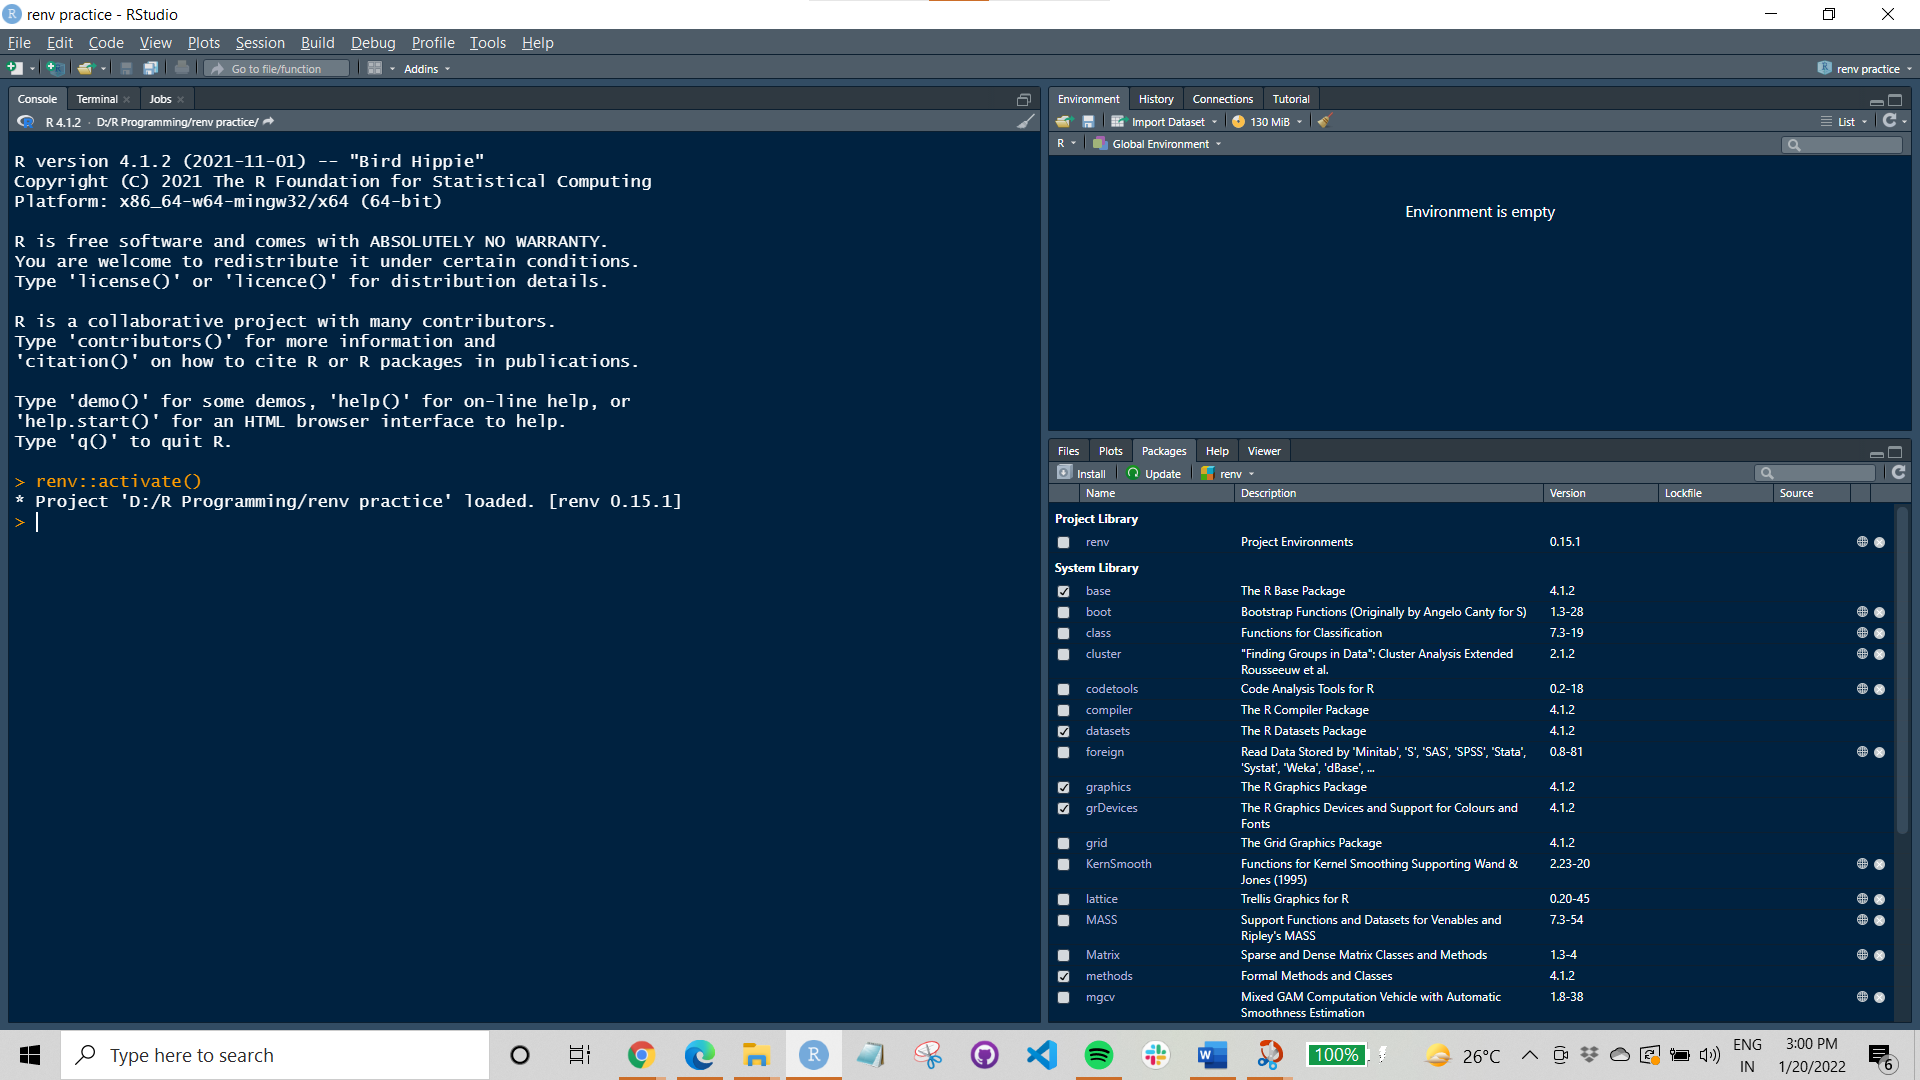 renv practice - RStudio
File Edit Code View Plots Session Build Debug Profile Tools Help
Go to file/function Addins renv practice
Console Terminal Jobs
R 4.1.2 · D:/R Programming/renv practice/
R version 4.1.2 (2021-11-01) -- "Bird Hippie"
Copyright (C) 2021 The R Foundation for Statistical Computing
Platform: x86_64-w64-mingw32/x64 (64-bit)
R is free software and comes with ABSOLUTELY NO WARRANTY.
You are welcome to redistribute it under certain conditions.
Type 'license()' or 'licence()' for distribution details.
R is a collaborative project with many contributors.
Type 'contributors()' for more information and
'citation()' on how to cite R or R packages in publications.
Type 'demo()' for some demos, 'help()' for on-line help, or
'help.start()' for an HTML browser interface to help.
Type 'q()' to quit R.
> renv::activate()
* Project 'D:/R Programming/renv practice' loaded. [renv 0.15.1]
>
Environment History Connections Tutorial
Import Dataset 130 MiB List
R Global Environment
Environment is empty
Files Plots Packages Help Viewer
Install Update renv
Name Description Version Lockfile Source
Project Library
renv Project Environments 0.15.1
System Library
base The R Base Package 4.1.2
boot Bootstrap Functions (Originally by Angelo Canty for S) 1.3-28
class Functions for Classification 7.3-19
cluster "Finding Groups in Data": Cluster Analysis Extended 2.1.2
Rousseeuw et al.
codetools Code Analysis Tools for R 0.2-18
compiler The R Compiler Package 4.1.2
datasets The R Datasets Package 4.1.2
foreign Read Data Stored by 'Minitab', 'S', 'SAS', 'SPSS', 'Stata', 0.8-81
'Systat', 'Weka', 'dBase', ...
graphics The R Graphics Package 4.1.2
grDevices The R Graphics Devices and Support for Colours and 4.1.2
Fonts
grid The Grid Graphics Package 4.1.2
KernSmooth Functions for Kernel Smoothing Supporting Wand & 2.23-20
Jones (1995)
lattice Trellis Graphics for R 0.20-45
MASS Support Functions and Datasets for Venables and 7.3-54
Ripley's MASS
Matrix Sparse and Dense Matrix Classes and Methods 1.3-4
methods Formal Methods and Classes 4.1.2
mgcv Mixed GAM Computation Vehicle with Automatic 1.8-38
Smoothness Estimation
Type here to search
100%
26°C
ENG
IN
3:00 PM
1/20/2022
6